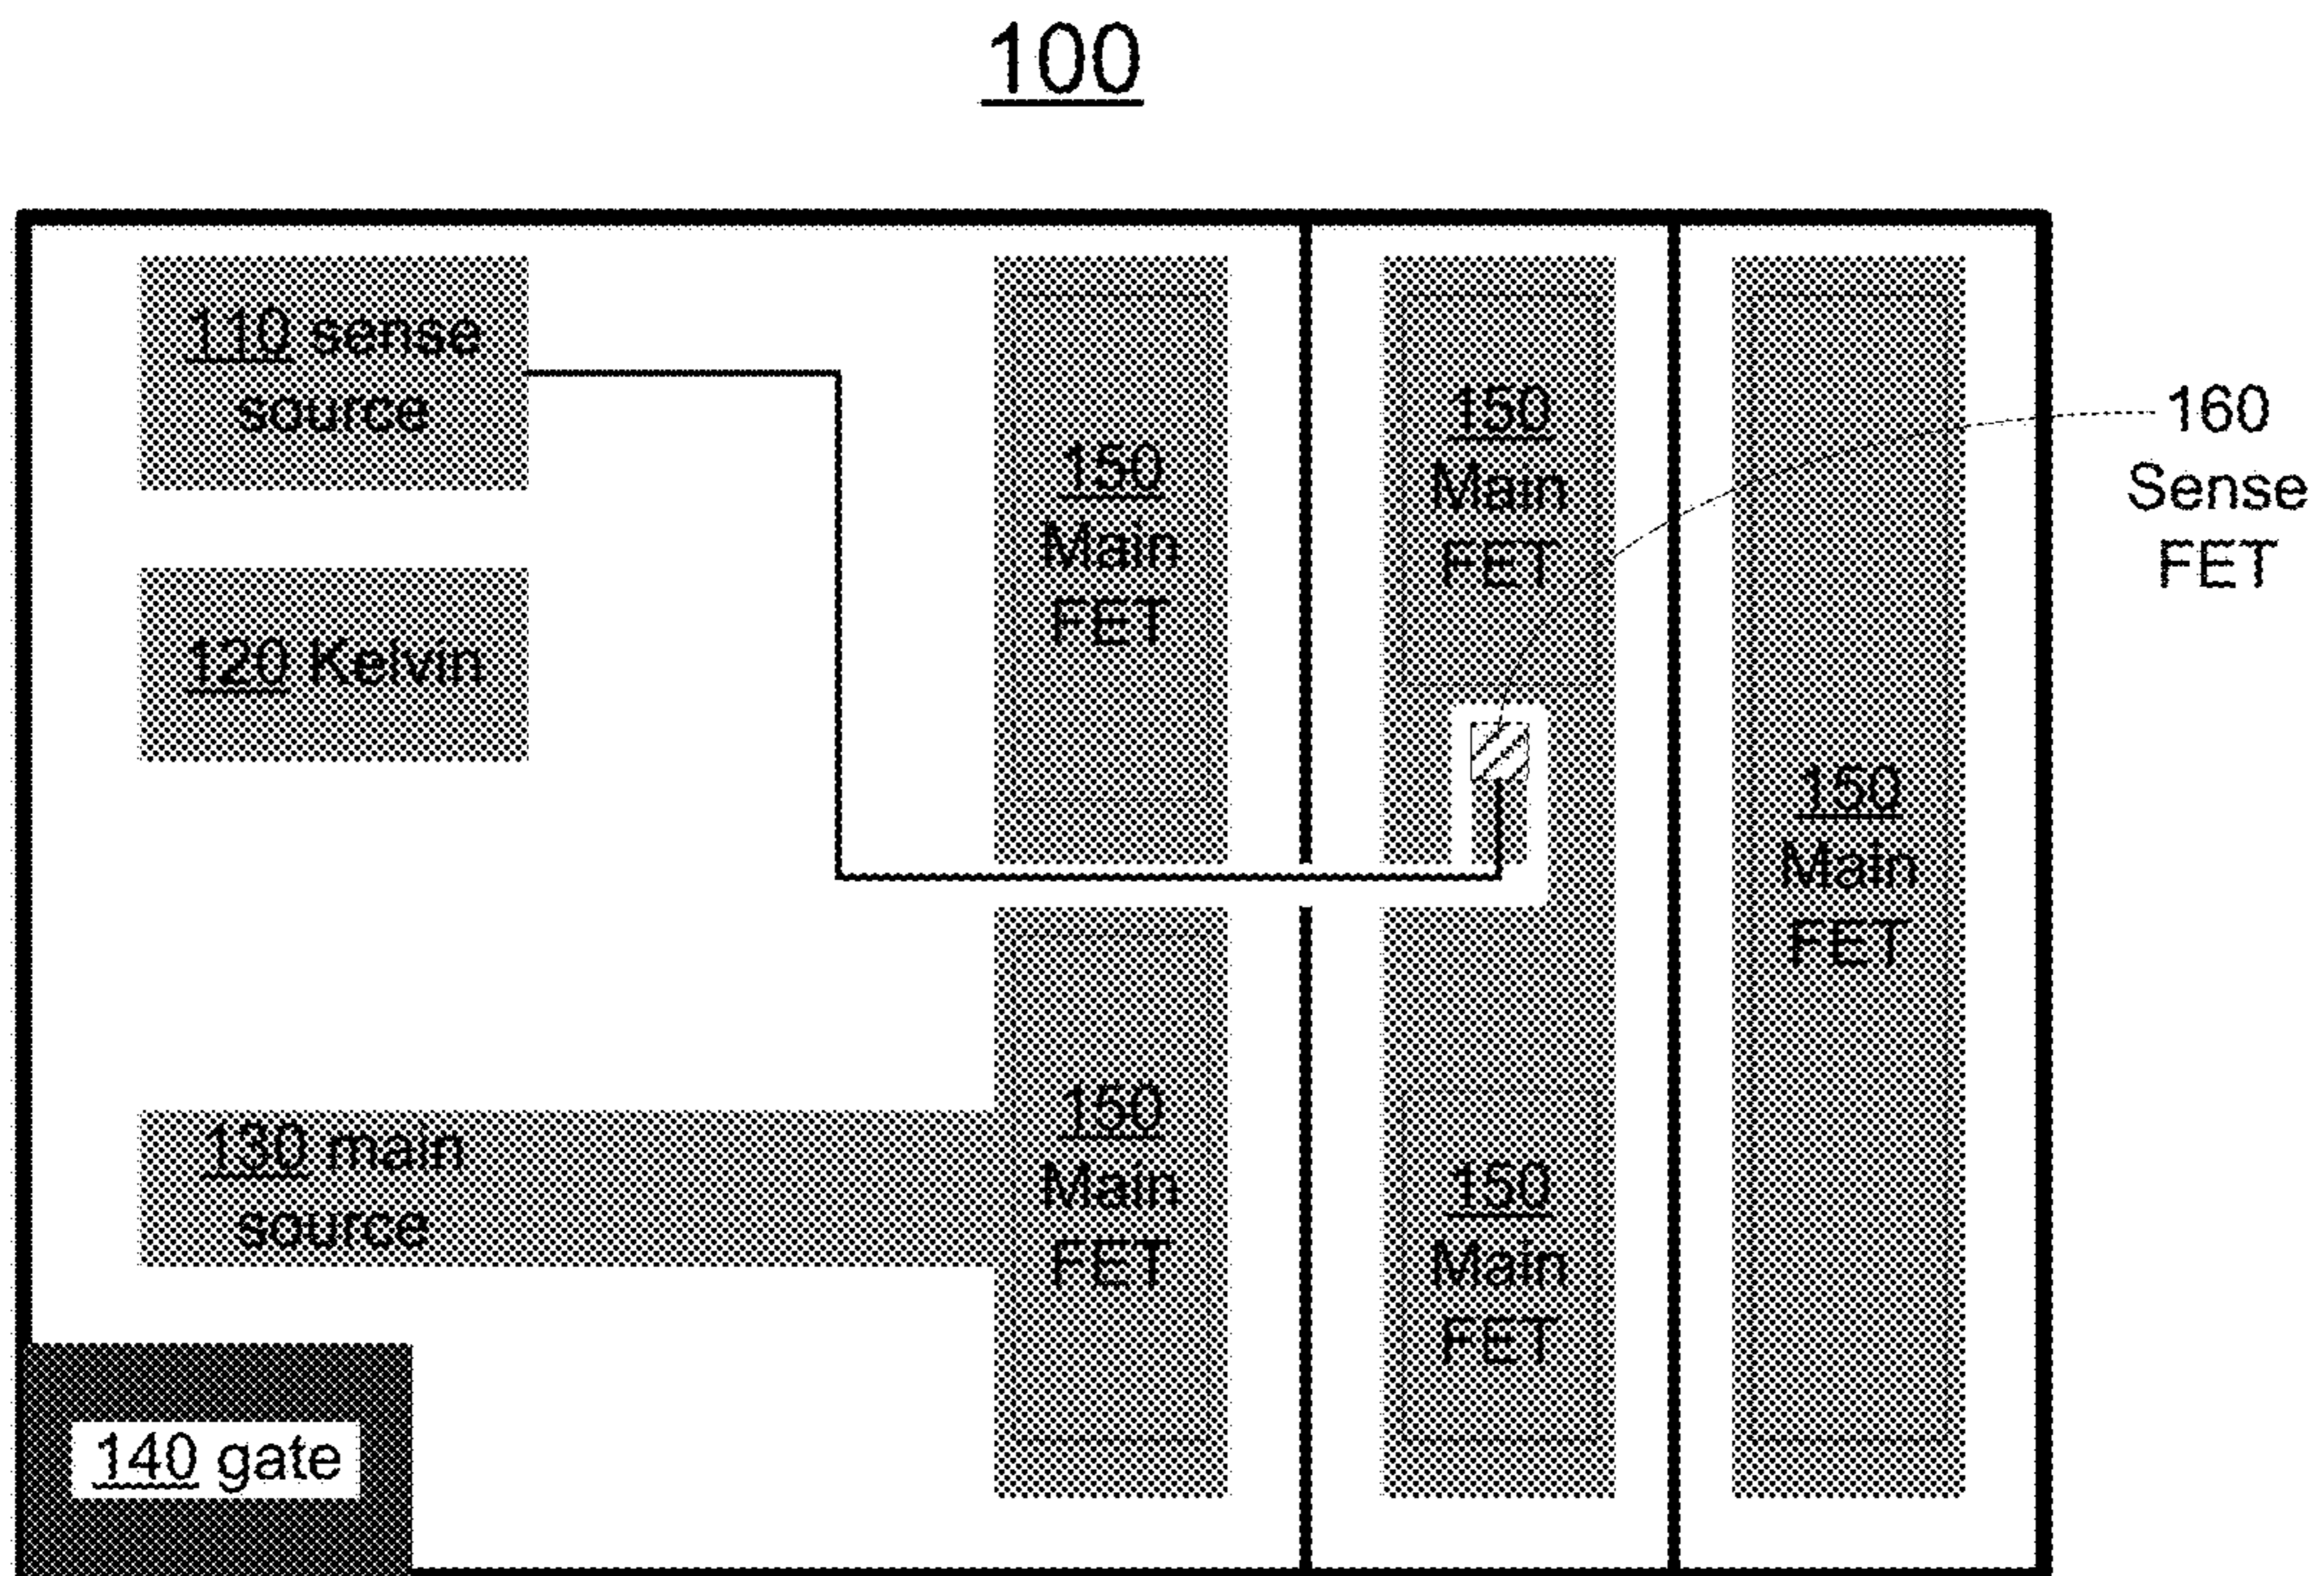 100
110 sense
source
120 Kelvin
130 main
source
140 gate
150
Main
FET
150
Main
FET
150
Main
FET
150
Main
FET
150
Main
FET
160
Sense
FET